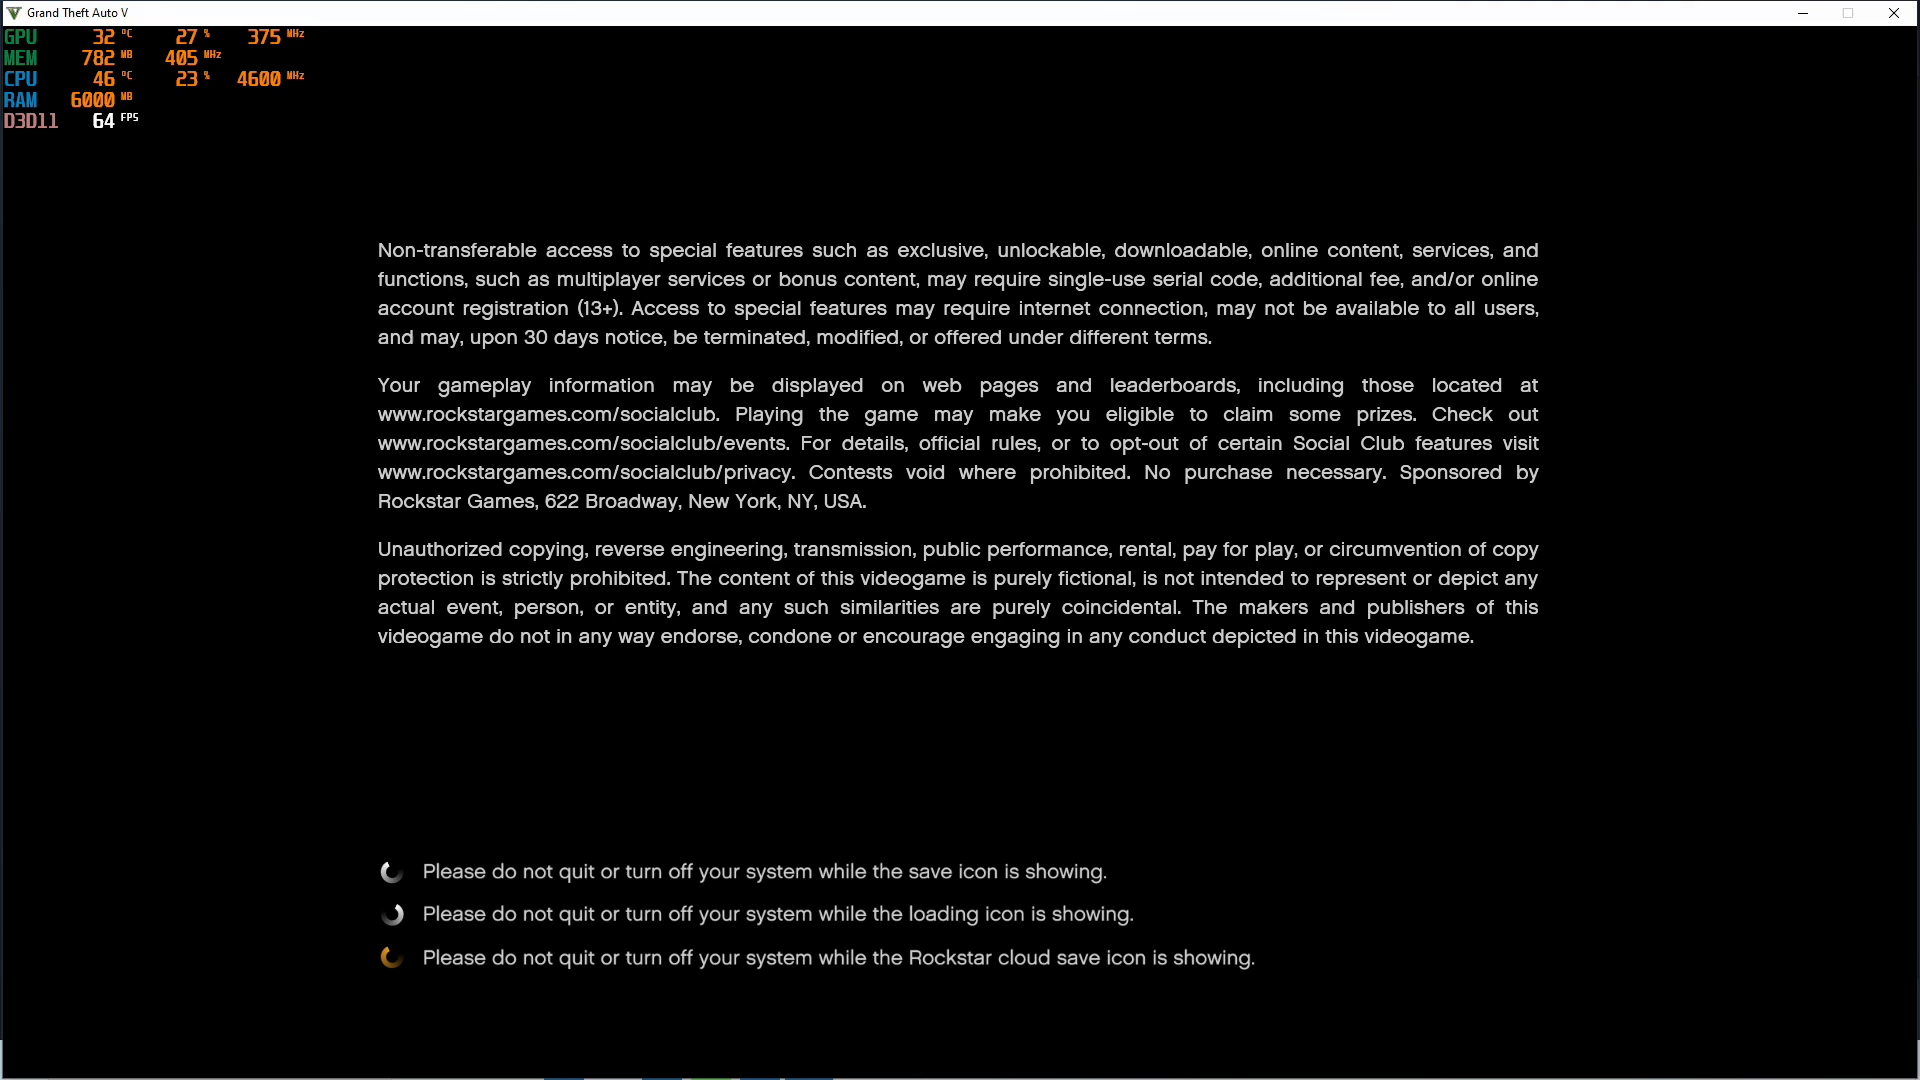 Grand Theft Auto V
GPU 32 °C 27 % 375 MHz
MEM 782 MB 405 MHz
CPU 46 °C 23 % 4600 MHz
RAM 6000 MB
D3D11 64 FPS
Non-transferable access to special features such as exclusive, unlockable, downloadable, online content, services, and
functions, such as multiplayer services or bonus content, may require single-use serial code, additional fee, and/or online
account registration (13+). Access to special features may require internet connection, may not be available to all users,
and may, upon 30 days notice, be terminated, modified, or offered under different terms.
Your gameplay information may be displayed on web pages and leaderboards, including those located at
www.rockstargames.com/socialclub. Playing the game may make you eligible to claim some prizes. Check out
www.rockstargames.com/socialclub/events. For details, official rules, or to opt-out of certain Social Club features visit
www.rockstargames.com/socialclub/privacy. Contests void where prohibited. No purchase necessary. Sponsored by
Rockstar Games, 622 Broadway, New York, NY, USA.
Unauthorized copying, reverse engineering, transmission, public performance, rental, pay for play, or circumvention of copy
protection is strictly prohibited. The content of this videogame is purely fictional, is not intended to represent or depict any
actual event, person, or entity, and any such similarities are purely coincidental. The makers and publishers of this
videogame do not in any way endorse, condone or encourage engaging in any conduct depicted in this videogame.
Please do not quit or turn off your system while the save icon is showing.
Please do not quit or turn off your system while the loading icon is showing.
Please do not quit or turn off your system while the Rockstar cloud save icon is showing.